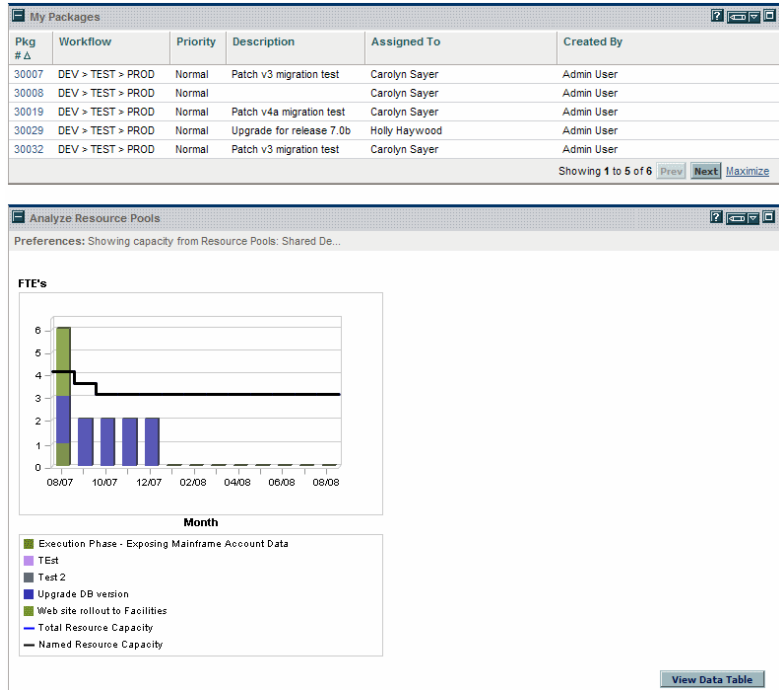 My Packages
?
Pkg # Δ Workflow Priority Description Assigned To Created By
30007 DEV > TEST > PROD Normal Patch v3 migration test Carolyn Sayer Admin User
30008 DEV > TEST > PROD Normal Carolyn Sayer Admin User
30019 DEV > TEST > PROD Normal Patch v4a migration test Carolyn Sayer Admin User
30029 DEV > TEST > PROD Normal Upgrade for release 7.0b Holly Haywood Admin User
30032 DEV > TEST > PROD Normal Patch v3 migration test Carolyn Sayer Admin User
Showing 1 to 5 of 6 Prev Next Maximize
Analyze Resource Pools
?
Preferences: Showing capacity from Resource Pools: Shared De...
FTE's
6
5
4
3
2
1
0
08/07 10/07 12/07 02/08 04/08 06/08 08/08
Month
Execution Phase - Exposing Mainframe Account Data
TEst
Test 2
Upgrade DB version
Web site rollout to Facilities
Total Resource Capacity
Named Resource Capacity
View Data Table